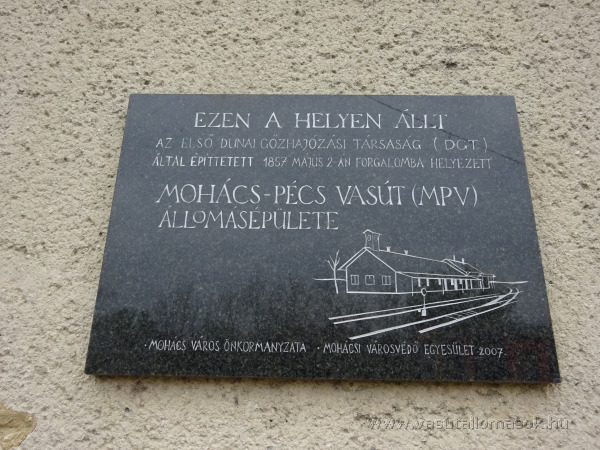 EZEN A HELYEN ÁLLT
AZ ELSŐ DUNAI GŐZHAJÓZÁSI TÁRSASÁG (DGT)
ÁLTAL ÉPÍTTETETT 1857 MÁJUS 2-ÁN FORGALOMBA HELYEZETT
MOHÁCS-PÉCS VASÚT (MPV)
ÁLLOMÁSÉPÜLETE
· MOHÁCS VÁROS ÖNKORMÁNYZATA · MOHÁCSI VÁROSVÉDŐ EGYESÜLET 2007.
© www.vasutallomasok.hu